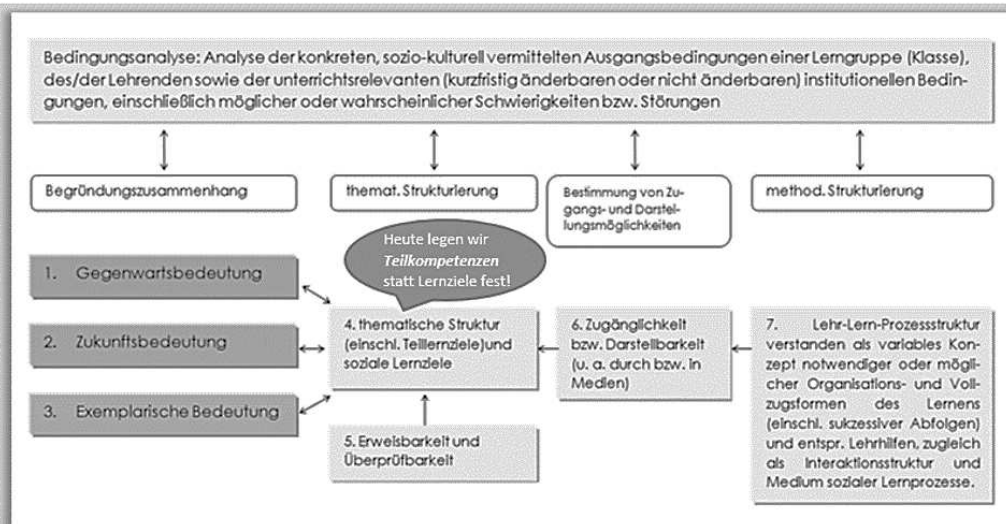 Bedingungsanalyse: Analyse der konkreten, sozio-kulturell vermittelten Ausgangsbedingungen einer Lerngruppe (Klasse),
des/der Lehrenden sowie der unterrichtsrelevanten (kurzfristig änderbaren oder nicht änderbaren) institutionellen Bedin-
gungen, einschließlich möglicher oder wahrscheinlicher Schwierigkeiten bzw. Störungen
Begründungszusammenhang
themat. Strukturierung
Bestimmung von Zu-
gangs- und Darstel-
lungsmöglichkeiten
method. Strukturierung
Heute legen wir
Teilkompetenzen
statt Lernziele fest!
1. Gegenwartsbedeutung
2. Zukunftsbedeutung
3. Exemplarische Bedeutung
4. thematische Struktur
(einschl. Teillernziele)und
soziale Lernziele
5. Erweisbarkeit und
Überprüfbarkeit
6. Zugänglichkeit
bzw. Darstellbarkeit
(u. a. durch bzw. in
Medien)
7. Lehr-Lern-Prozessstruktur
verstanden als variables Kon-
zept notwendiger oder mögli-
cher Organisations- und Voll-
zugsformen des Lernens
(einschl. sukzessiver Abfolgen)
und entspr. Lehrhilfen, zugleich
als Interaktionsstruktur und
Medium sozialer Lernprozesse.